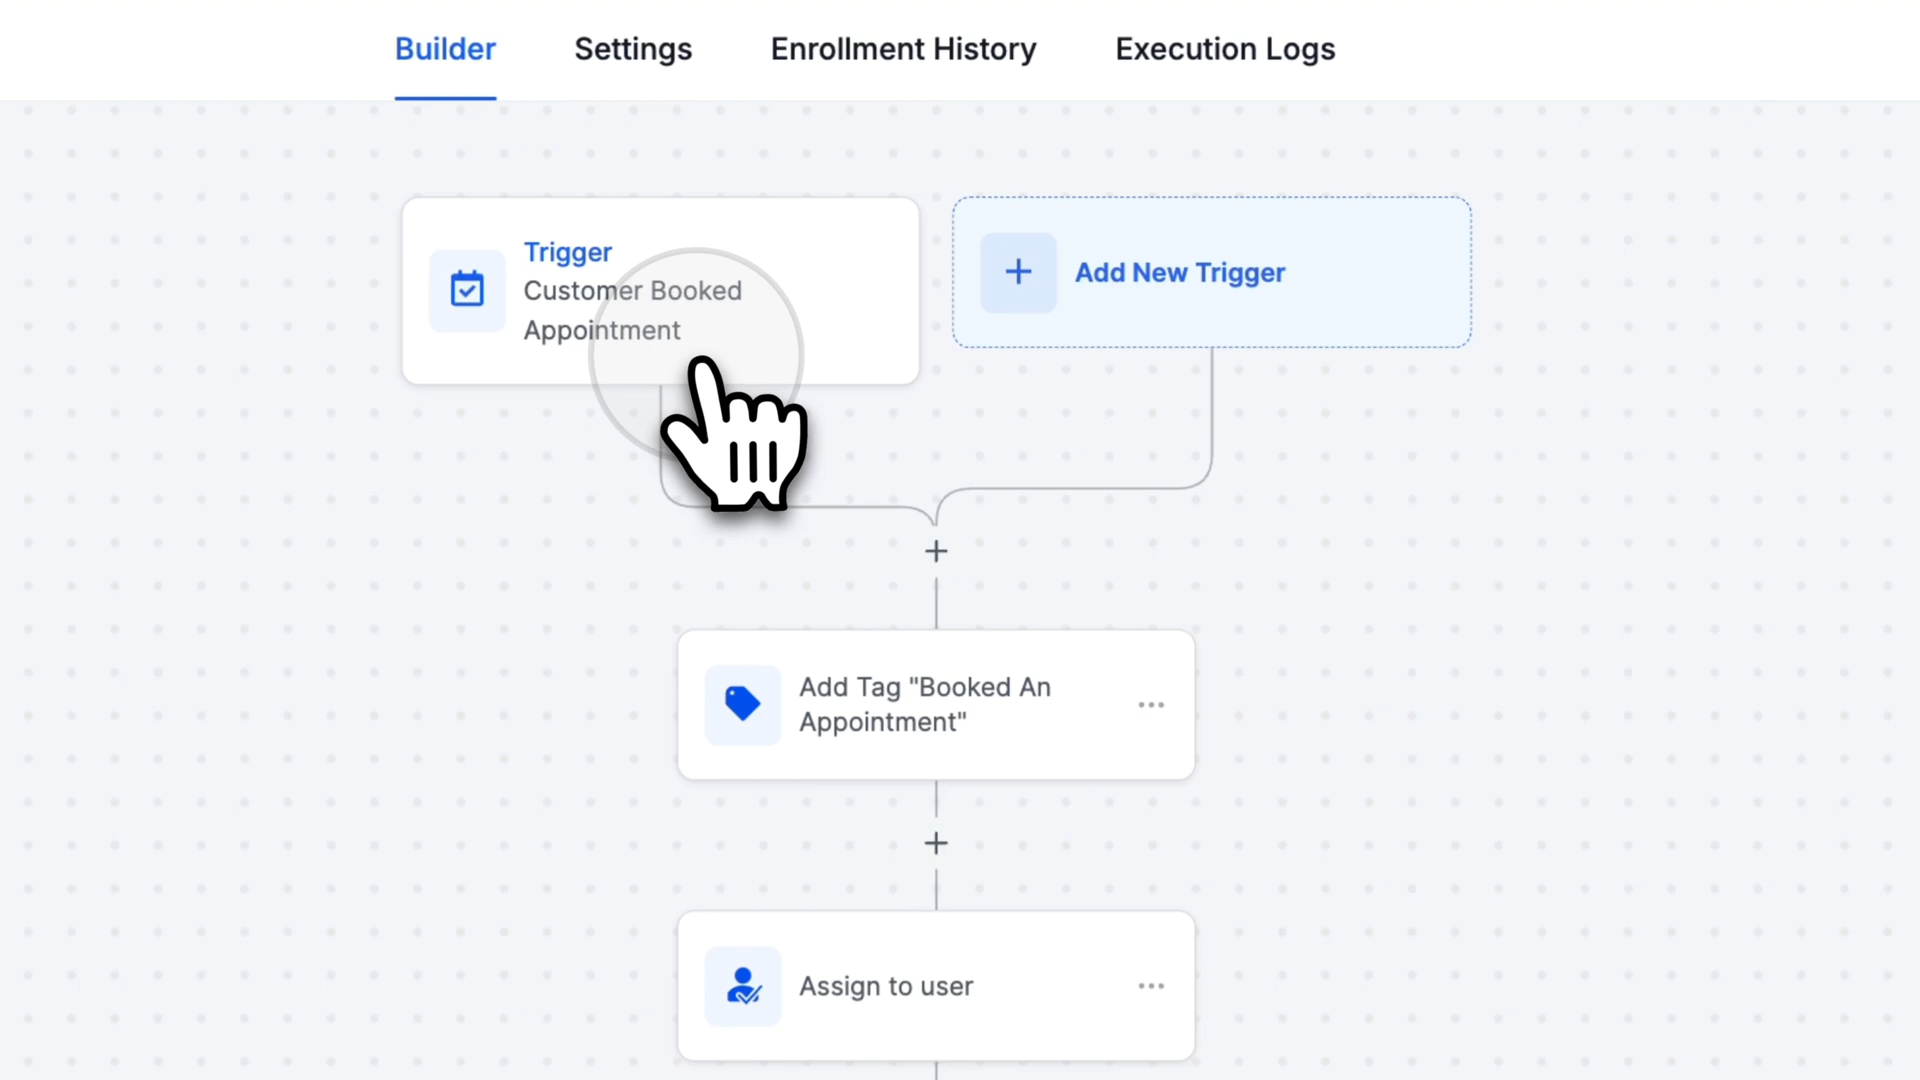 Builder
Settings
Enrollment History
Execution Logs
Trigger
Customer Booked
Appointment
Add New Trigger
Add Tag "Booked An
Appointment"
Assign to user